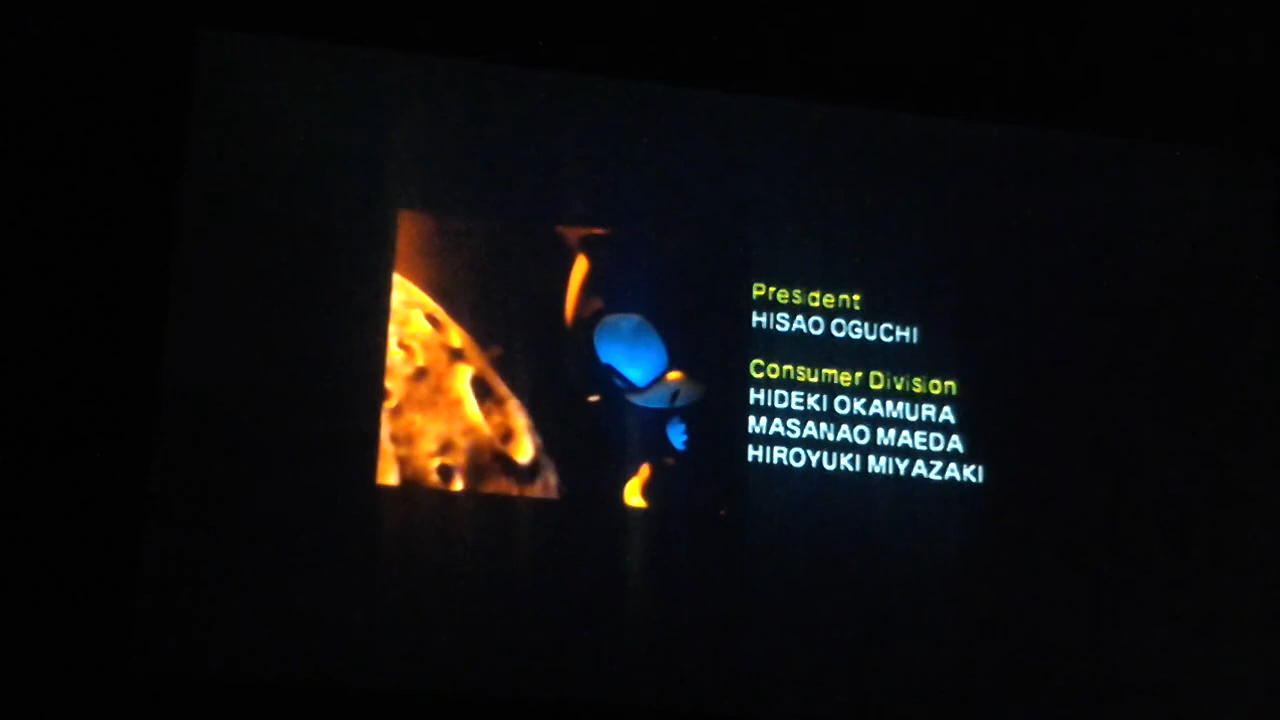 President
HISAO OGUCHI
Consumer Division
HIDEKI OKAMURA
MASANAO MAEDA
HIROYUKI MIYAZAKI